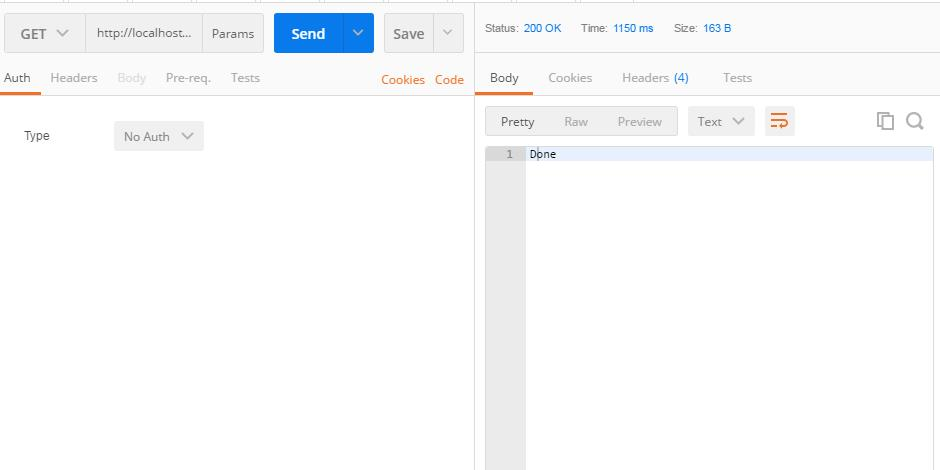 GET http://localhost... Params Send Save
Auth Headers Body Pre-req. Tests Cookies Code
Type No Auth
Status: 200 OK Time: 1150 ms Size: 163 B
Body Cookies Headers (4) Tests
Pretty Raw Preview Text
1 Done